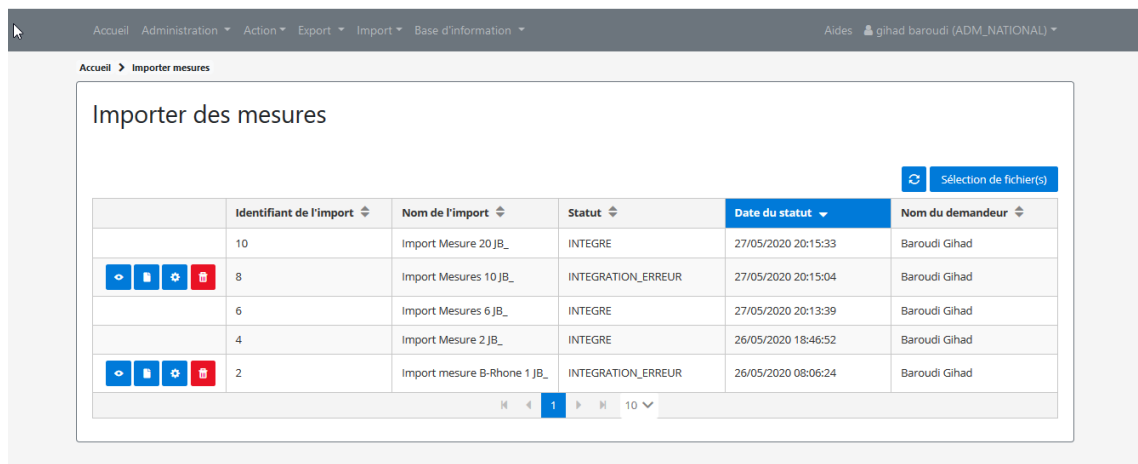 Accueil Administration Action Export Import Base d'information Aides gihad baroudi (ADM_NATIONAL)
Accueil > Importer mesures
Importer des mesures
Sélection de fichier(s)
Identifiant de l'import Nom de l'import Statut Date du statut Nom du demandeur
10 Import Mesure 20 JB_ INTEGRE 27/05/2020 20:15:33 Baroudi Gihad
8 Import Mesures 10 JB_ INTEGRATION_ERREUR 27/05/2020 20:15:04 Baroudi Gihad
6 Import Mesures 6 JB_ INTEGRE 27/05/2020 20:13:39 Baroudi Gihad
4 Import Mesure 2 JB_ INTEGRE 26/05/2020 18:46:52 Baroudi Gihad
2 Import mesure B-Rhone 1 JB_ INTEGRATION_ERREUR 26/05/2020 08:06:24 Baroudi Gihad
1 10